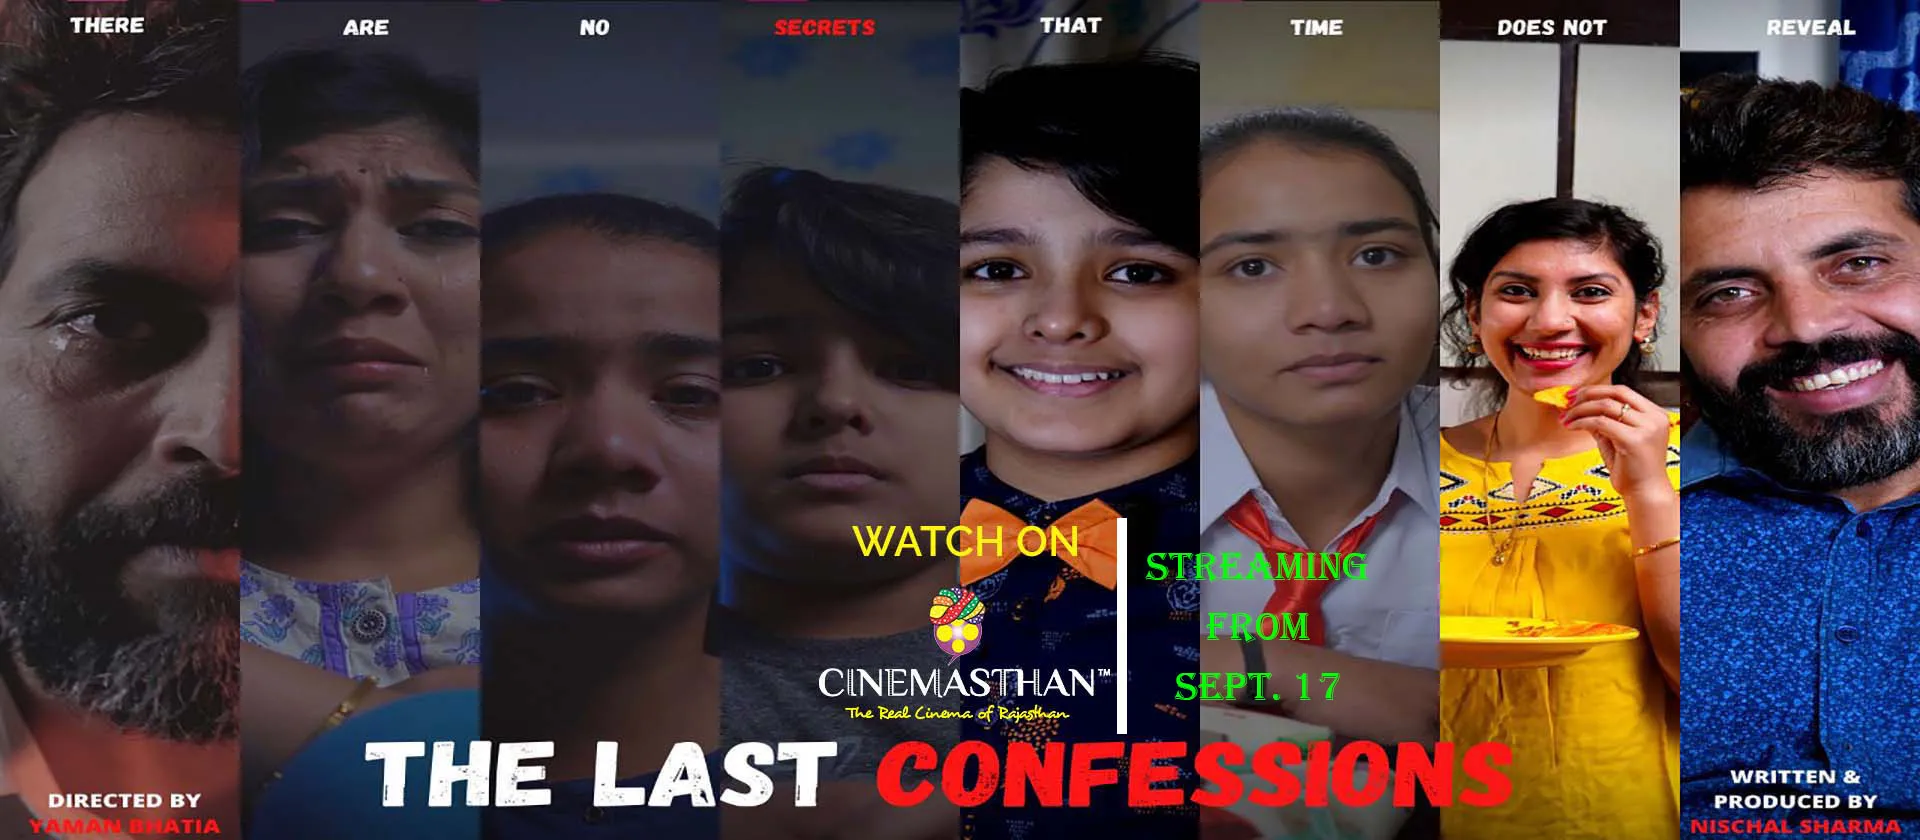 THERE ARE NO SECRETS THAT TIME DOES NOT REVEAL
WATCH ON
CINEMASTHAN™
The Real Cinema of Rajasthan
STREAMING
FROM
SEPT. 17
THE LAST CONFESSIONS
DIRECTED BY
YAMAN BHATIA
WRITTEN &
PRODUCED BY
NISCHAL SHARMA